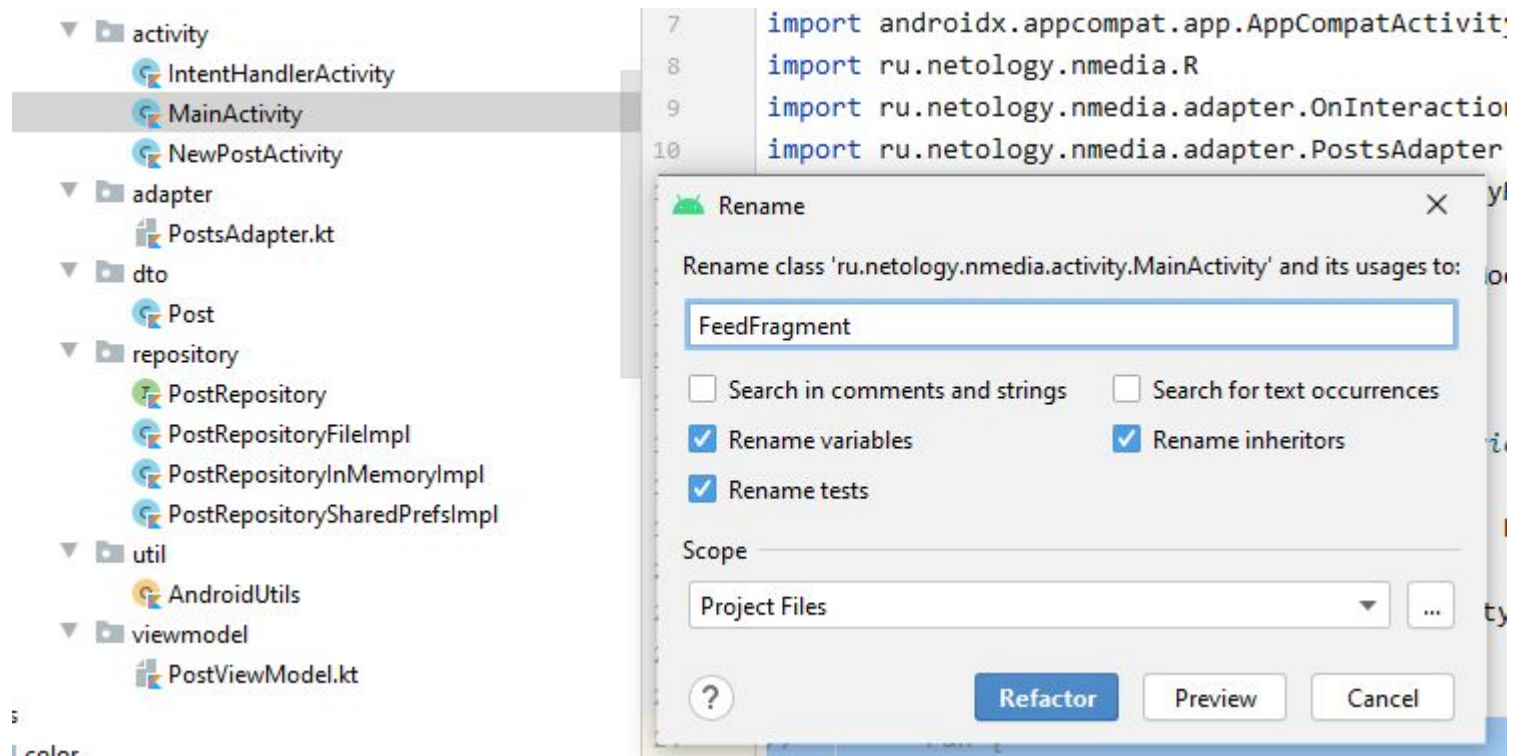 activity
IntentHandlerActivity
MainActivity
NewPostActivity
adapter
PostsAdapter.kt
dto
Post
repository
PostRepository
PostRepositoryFileImpl
PostRepositoryInMemoryImpl
PostRepositorySharedPrefsImpl
util
AndroidUtils
viewmodel
PostViewModel.kt
color
7 import androidx.appcompat.app.AppCompatActivity
8 import ru.netology.nmedia.R
9 import ru.netology.nmedia.adapter.OnInteraction
10 import ru.netology.nmedia.adapter.PostsAdapter
Rename
Rename class 'ru.netology.nmedia.activity.MainActivity' and its usages to:
FeedFragment
Search in comments and strings Search for text occurrences
Rename variables Rename inheritors
Rename tests
Scope
Project Files ...
? Refactor Preview Cancel